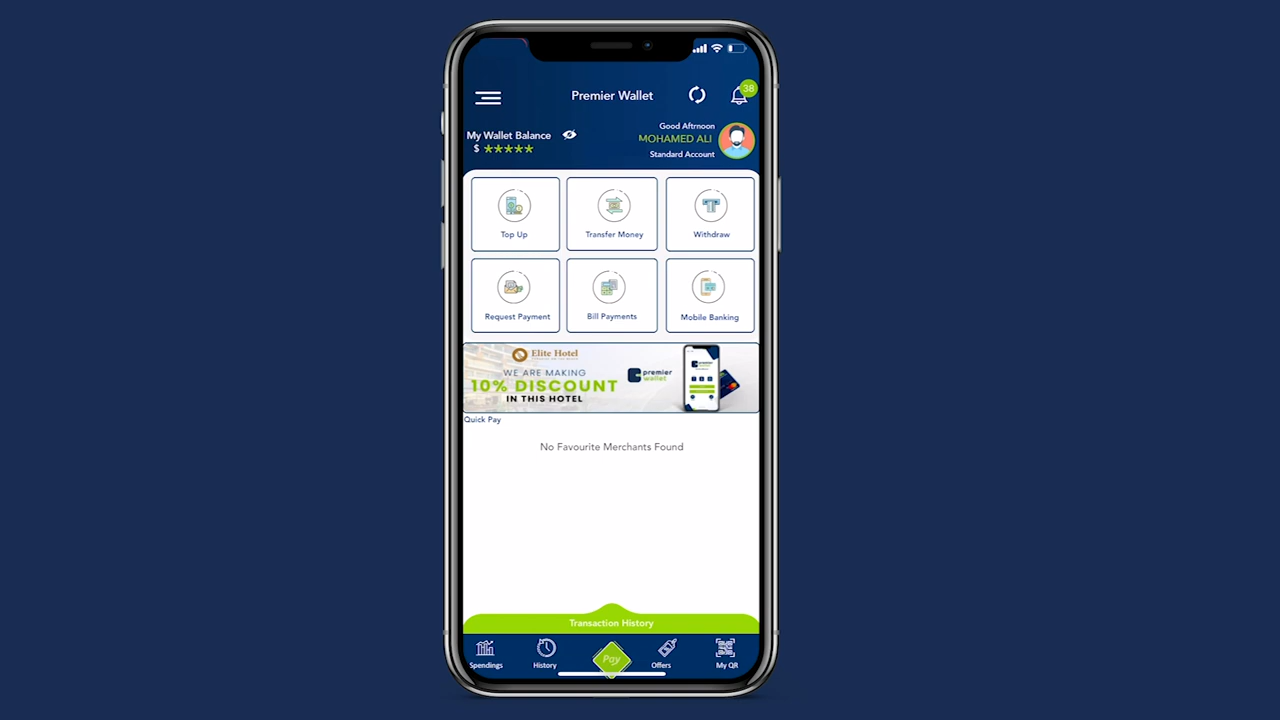 Premier Wallet
38
My Wallet Balance
$ *****
Good Aftrnoon
MOHAMED ALI
Standard Account
Top Up
Transfer Money
Withdraw
Request Payment
Bill Payments
Mobile Banking
Elite Hotel
WE ARE MAKING
10% DISCOUNT
IN THIS HOTEL
premier
wallet
Quick Pay
No Favourite Merchants Found
Transaction History
Spendings
History
Pay
Offers
My QR